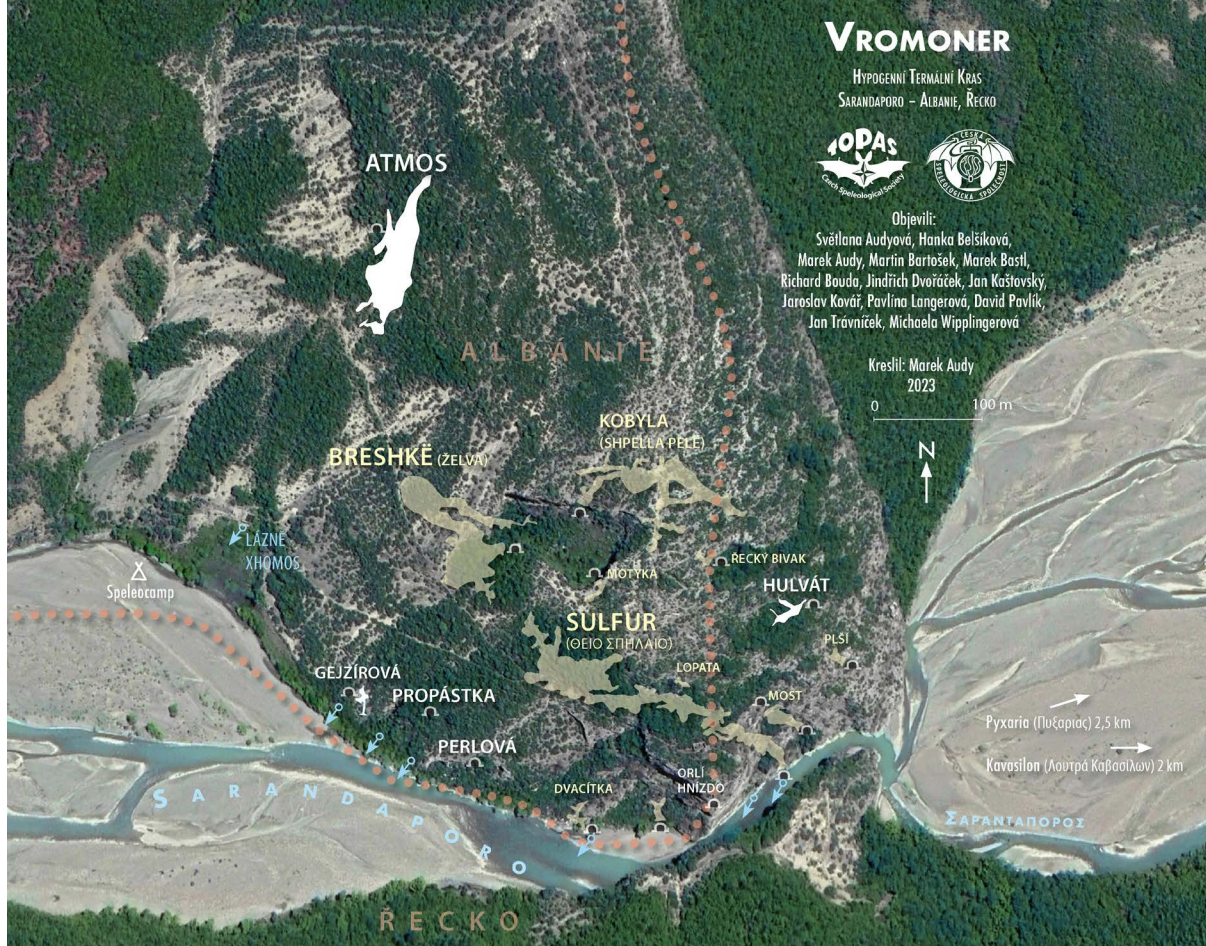 VROMONER
HYPOGENNÍ TERMÁLNÍ KRAS
SARANDAPORO – ALBANIE, ŘECKO
TOPAS
Czech Speleological Society
ČESKÁ
SPELEOLOGICKÁ SPOLEČNOST
Objevili:
Světlana Audyová, Hanka Belšíková,
Marek Audy, Martin Bartošek, Marek Bastl,
Richard Bouda, Jindřich Dvořáček, Jan Kaštovský,
Jaroslav Kovář, Pavlína Langerová, David Pavlík,
Jan Trávníček, Michaela Wipplingerová
Kreslil: Marek Audy
2023
0 100 m
N
ATMOS
ALBÁNIE
KOBYLA
(SHPELLA PELË)
BRESHKË (ŽELVA)
LÁZNĚ
XHOMOS
Speleocamp
MOTYKA
ŘECKÝ BIVAK
HULVÁT
SULFUR
(ΘΕΙΟ ΣΠΗΛΑΙΟ)
PLŠÍ
LOPATA
GEJZÍROVÁ
PROPÁSTKA
MOST
PERLOVÁ
Pyxaria (Πυξαριάς) 2,5 km
Kavasilon (Λουτρά Καβασίλων) 2 km
ORLÍ
HNÍZDO
DVACÍTKA
SARANDAPORO
ΣΑΡΑΝΤΑΠΟΡΟΣ
ŘECKO